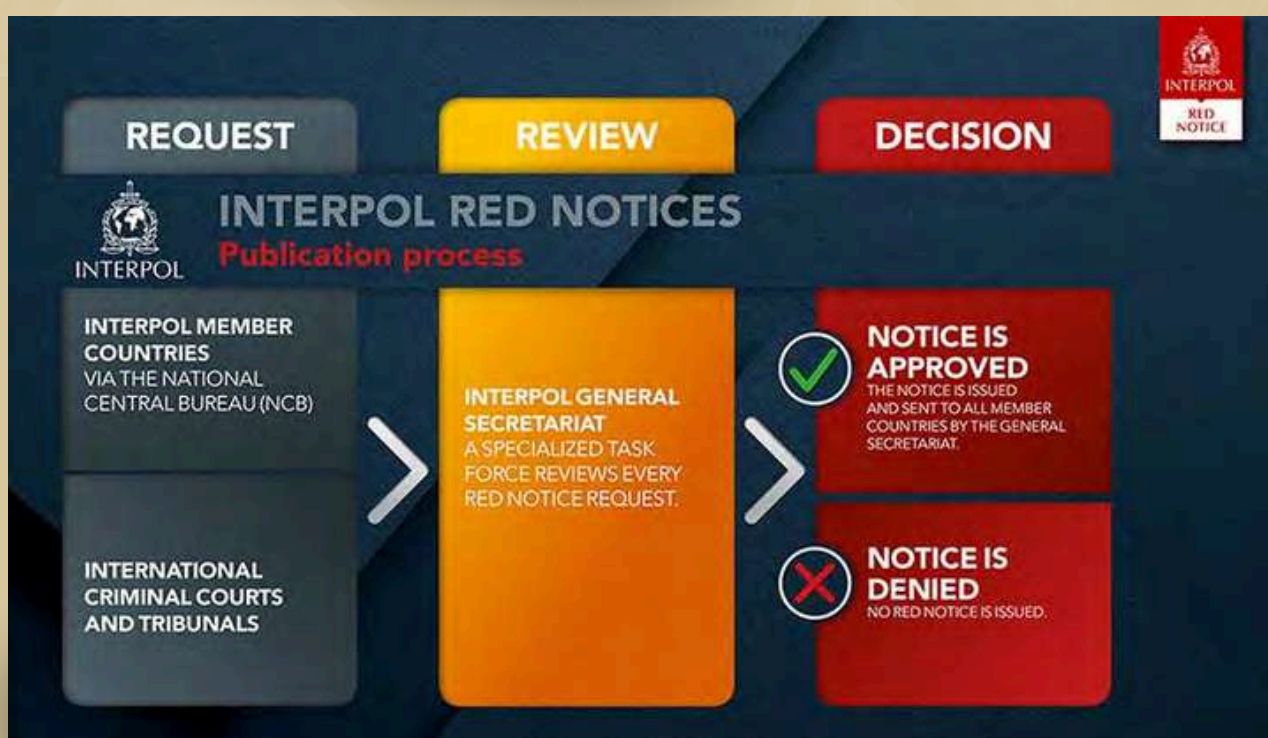 INTERPOL
RED
NOTICE
REQUEST
REVIEW
DECISION
INTERPOL
INTERPOL RED NOTICES
Publication process
INTERPOL MEMBER
COUNTRIES
VIA THE NATIONAL
CENTRAL BUREAU (NCB)
INTERNATIONAL
CRIMINAL COURTS
AND TRIBUNALS
INTERPOL GENERAL
SECRETARIAT
A SPECIALIZED TASK
FORCE REVIEWS EVERY
RED NOTICE REQUEST.
NOTICE IS
APPROVED
THE NOTICE IS ISSUED
AND SENT TO ALL MEMBER
COUNTRIES BY THE GENERAL
SECRETARIAT.
NOTICE IS
DENIED
NO RED NOTICE IS ISSUED.